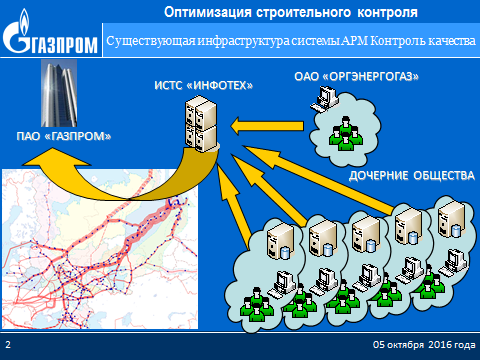 Оптимизация строительного контроля
ГАЗПРОМ
Существующая инфраструктура системы АРМ Контроль качества
ОАО «ОРГЭНЕРГОГАЗ»
ИСТС «ИНФОТЕХ»
ПАО «ГАЗПРОМ»
ДОЧЕРНИЕ ОБЩЕСТВА
2
05 октября 2016 года